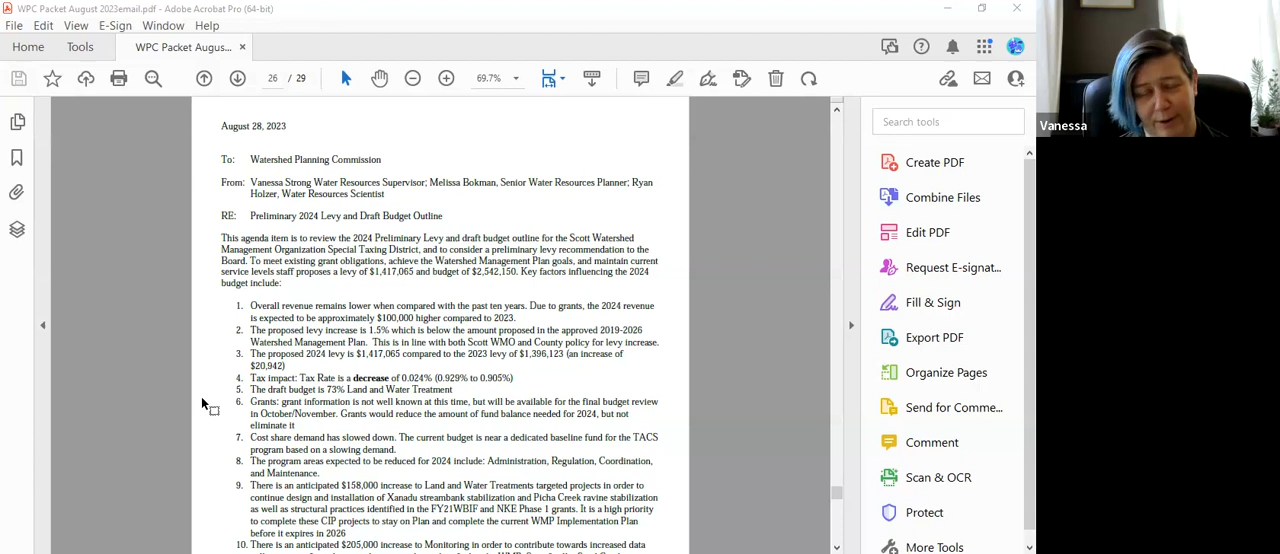 WPC Packet August 2023email.pdf - Adobe Acrobat Pro (64-bit)
File Edit View E-Sign Window Help
Home Tools WPC Packet Augus... ×
26 / 29 69.7%
August 28, 2023
To: Watershed Planning Commission
From: Vanessa Strong Water Resources Supervisor; Melissa Bokman, Senior Water Resources Planner; Ryan
Holzer, Water Resources Scientist
RE: Preliminary 2024 Levy and Draft Budget Outline
This agenda item is to review the 2024 Preliminary Levy and draft budget outline for the Scott Watershed
Management Organization Special Taxing District, and to consider a preliminary levy recommendation to the
Board. To meet existing grant obligations, achieve the Watershed Management Plan goals, and maintain current
service levels staff proposes a levy of $1,417,065 and budget of $2,542,150. Key factors influencing the 2024
budget include:
1. Overall revenue remains lower when compared with the past ten years. Due to grants, the 2024 revenue
is expected to be approximately $100,000 higher compared to 2023.
2. The proposed levy increase is 1.5% which is below the amount proposed in the approved 2019-2026
Watershed Management Plan. This is in line with both Scott WMO and County policy for levy increase.
3. The proposed 2024 levy is $1,417,065 compared to the 2023 levy of $1,396,123 (an increase of
$20,942)
4. Tax impact: Tax Rate is a decrease of 0.024% (0.929% to 0.905%)
5. The draft budget is 73% Land and Water Treatment
6. Grants: grant information is not well known at this time, but will be available for the final budget review
in October/November. Grants would reduce the amount of fund balance needed for 2024, but not
eliminate it
7. Cost share demand has slowed down. The current budget is near a dedicated baseline fund for the TACS
program based on a slowing demand.
8. The program areas expected to be reduced for 2024 include: Administration, Regulation, Coordination,
and Maintenance.
9. There is an anticipated $158,000 increase to Land and Water Treatments targeted projects in order to
continue design and installation of Xanadu streambank stabilization and Picha Creek ravine stabilization
as well as structural practices identified in the FY21WBIF and NKE Phase 1 grants. It is a high priority
to complete these CIP projects to stay on Plan and complete the current WMP Implementation Plan
before it expires in 2026
10. There is an anticipated $205,000 increase to Monitoring in order to contribute towards increased data
Search tools
Create PDF
Combine Files
Edit PDF
Request E-signat...
Fill & Sign
Export PDF
Organize Pages
Send for Comme...
Comment
Scan & OCR
Protect
More Tools
Vanessa